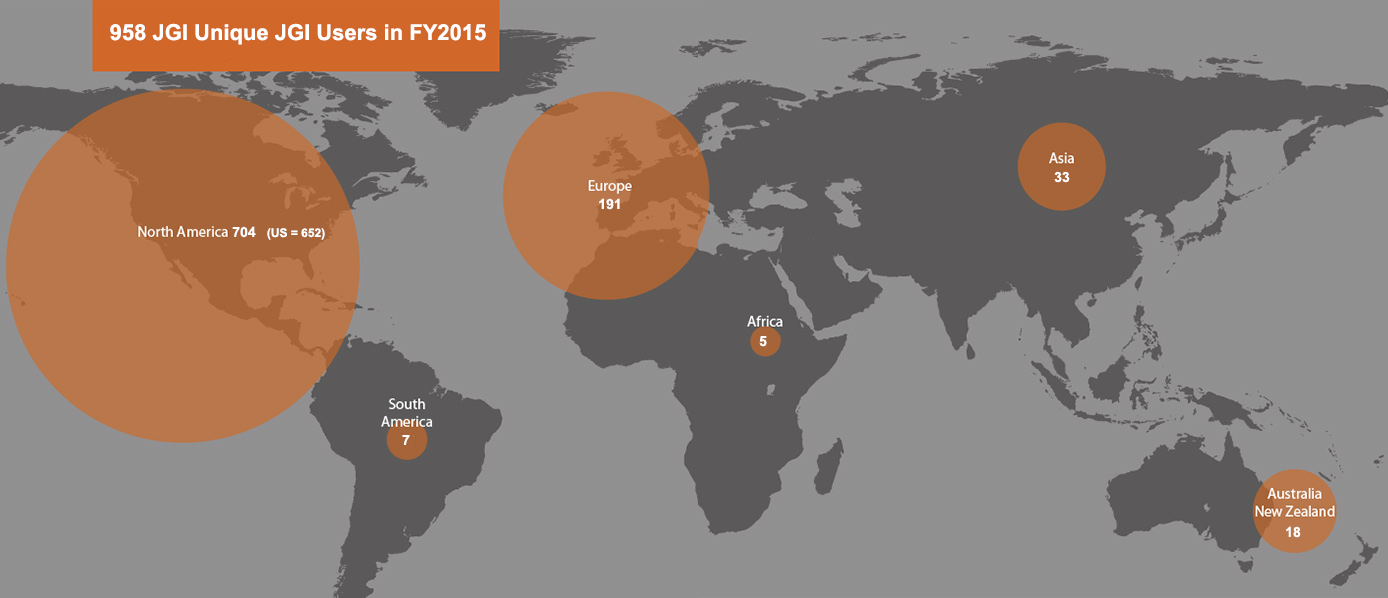 958 JGI Unique JGI Users in FY2015
Asia
33
Europe
191
North America 704 (US = 652)
Africa
5
South
America
7
Australia
New Zealand
18